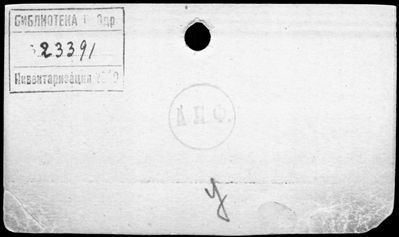 БИБЛИОТЕКА
23391
Инвентаризация
А.П.Ф.
у